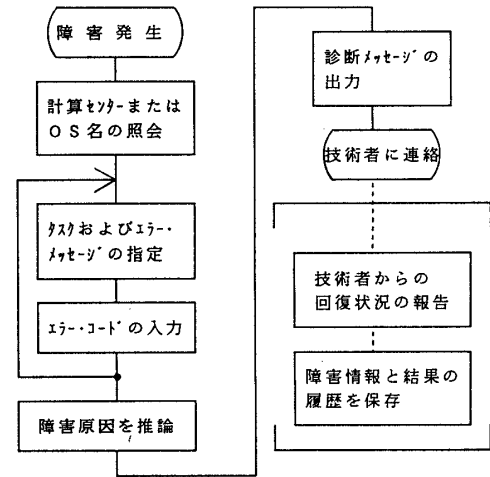 障害発生
計算ｾﾝﾀｰまたは
ＯＳ名の照会
ﾀｽｸおよびｴﾗｰ・
ﾒｯｾｰｼﾞの指定
ｴﾗｰ・ｺｰﾄﾞの入力
障害原因を推論
診断ﾒｯｾｰｼﾞの
出力
技術者に連絡
技術者からの
回復状況の報告
障害情報と結果の
履歴を保存